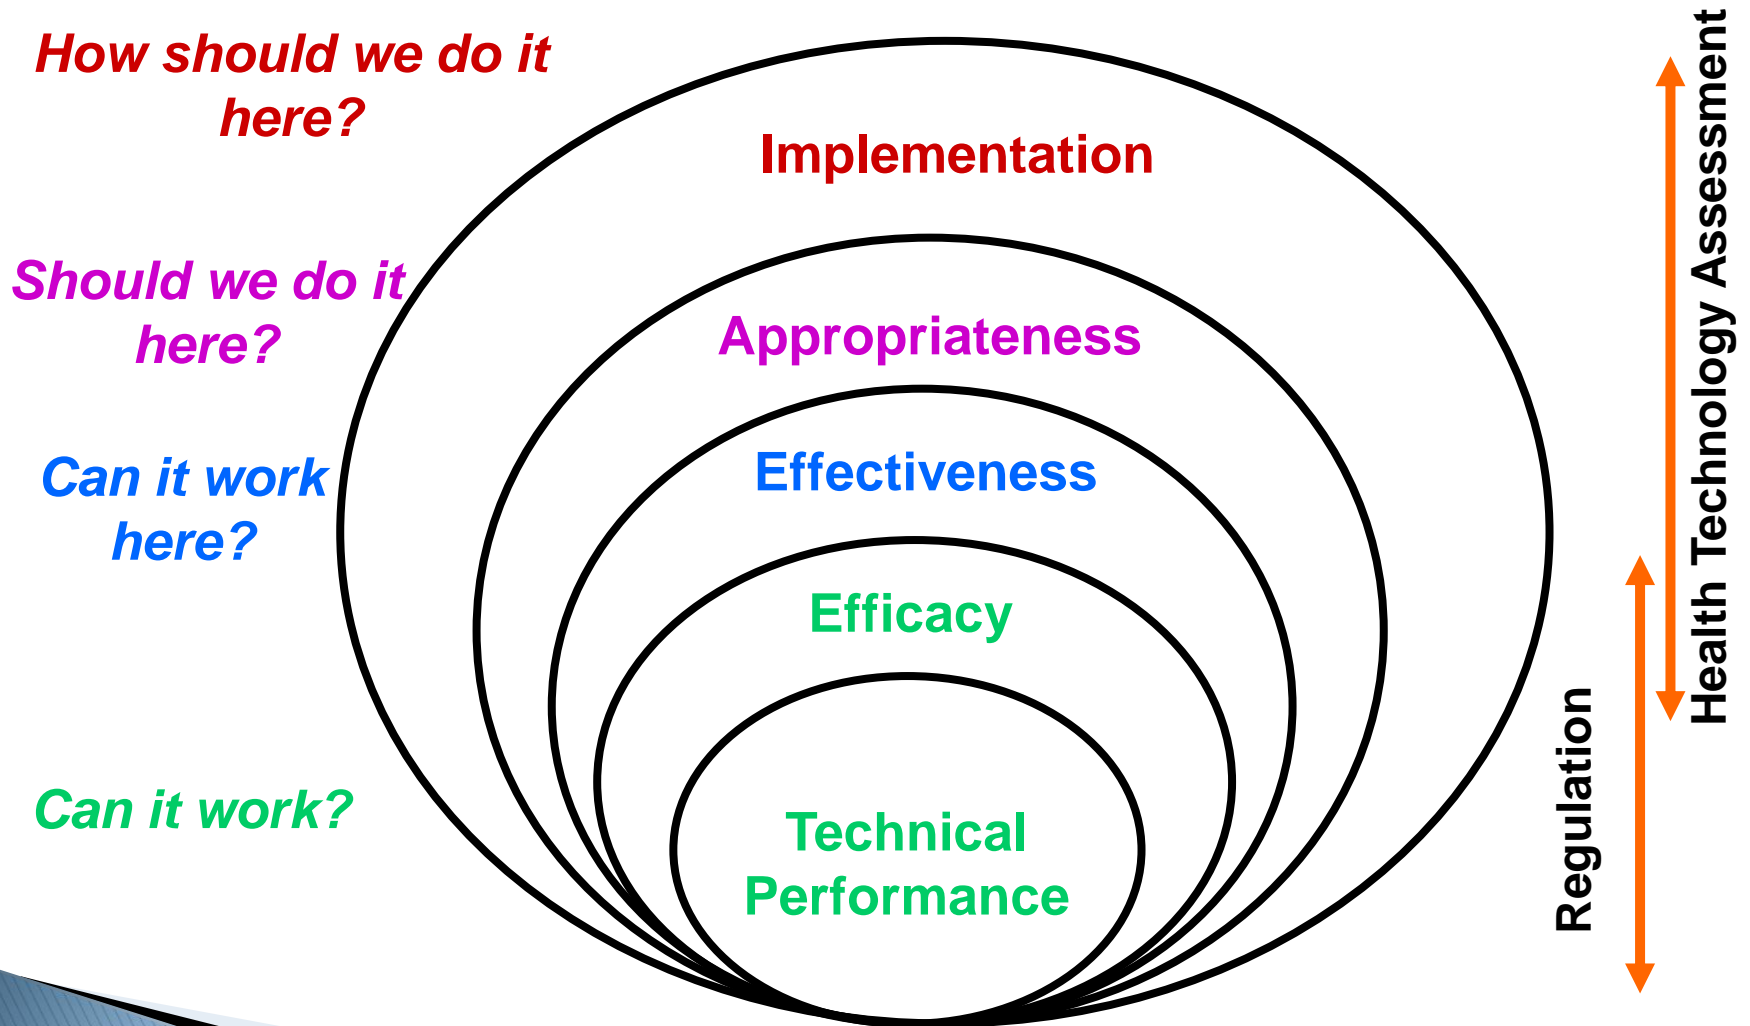 How should we do it
here?
Implementation
Should we do it
here?
Appropriateness
Can it work
here?
Effectiveness
Efficacy
Can it work?
Technical
Performance
Regulation
Health Technology Assessment